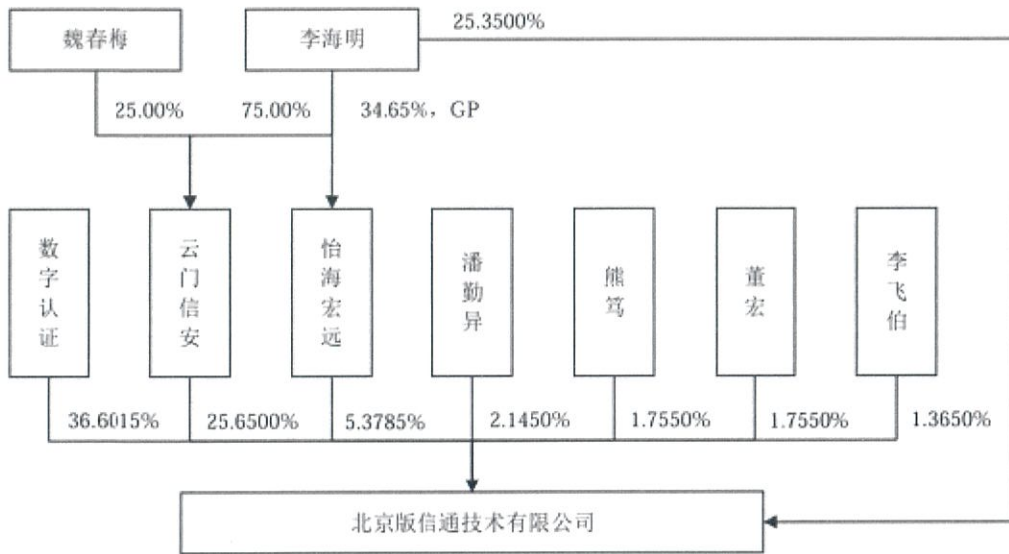 25.3500%
魏春梅
李海明
25.00%
75.00%
34.65%，GP
数字认证
云门信安
怡海宏远
潘勤异
熊笃
董宏
李飞伯
36.6015%
25.6500%
5.3785%
2.1450%
1.7550%
1.7550%
1.3650%
北京版信通技术有限公司